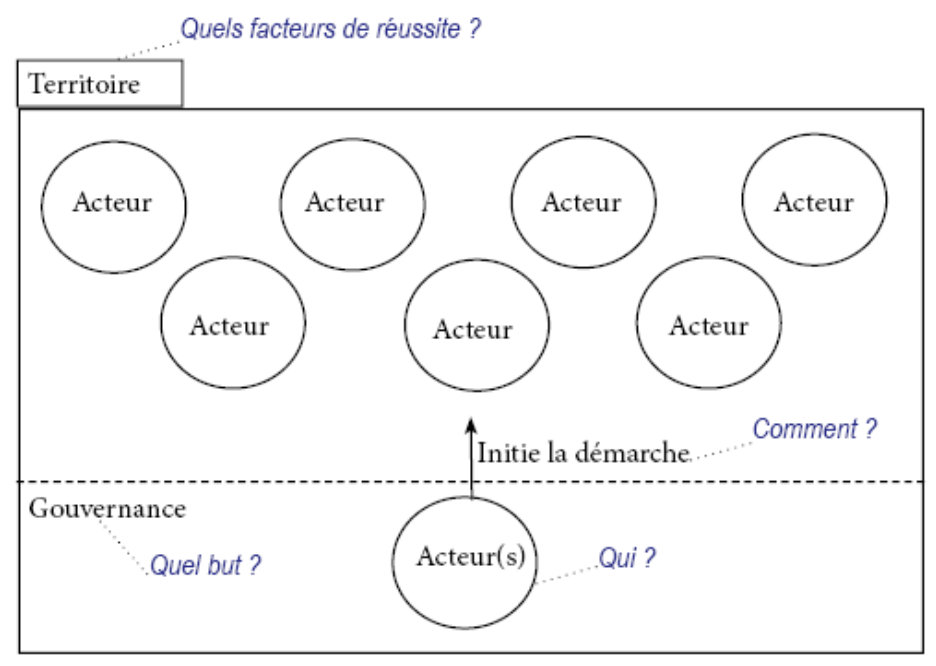 Quels facteurs de réussite ?
Territoire
Acteur
Acteur
Acteur
Acteur
Acteur
Acteur
Acteur
Comment ?
Initie la démarche
Gouvernance
Acteur(s)
Qui ?
Quel but ?